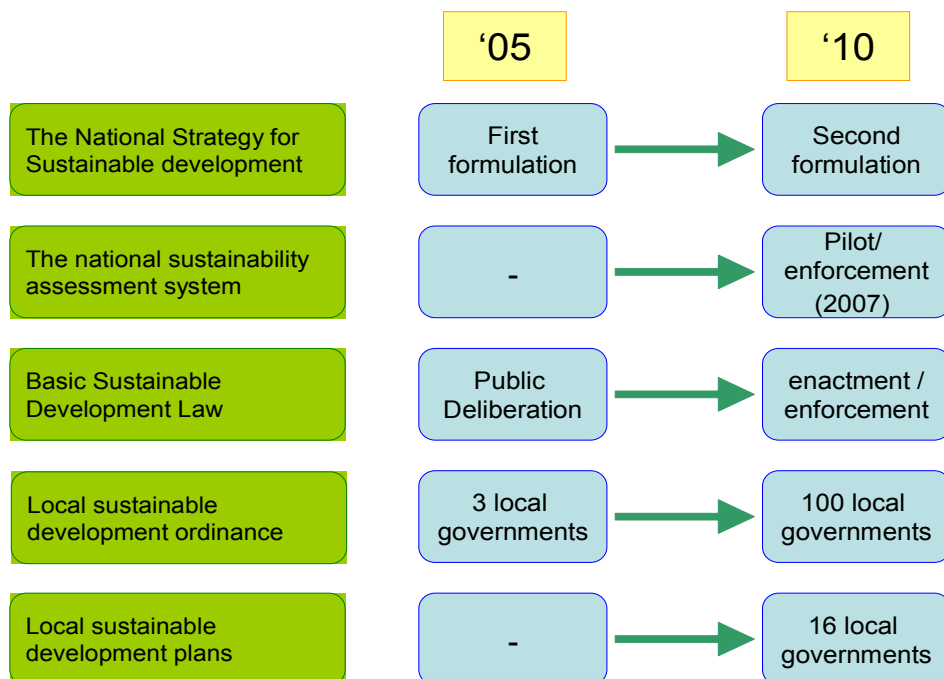 ‘05
‘10
The National Strategy for
Sustainable development
First
formulation
Second
formulation
The national sustainability
assessment system
-
Pilot/
enforcement
(2007)
Basic Sustainable
Development Law
Public
Deliberation
enactment /
enforcement
Local sustainable
development ordinance
3 local
governments
100 local
governments
Local sustainable
development plans
-
16 local
governments